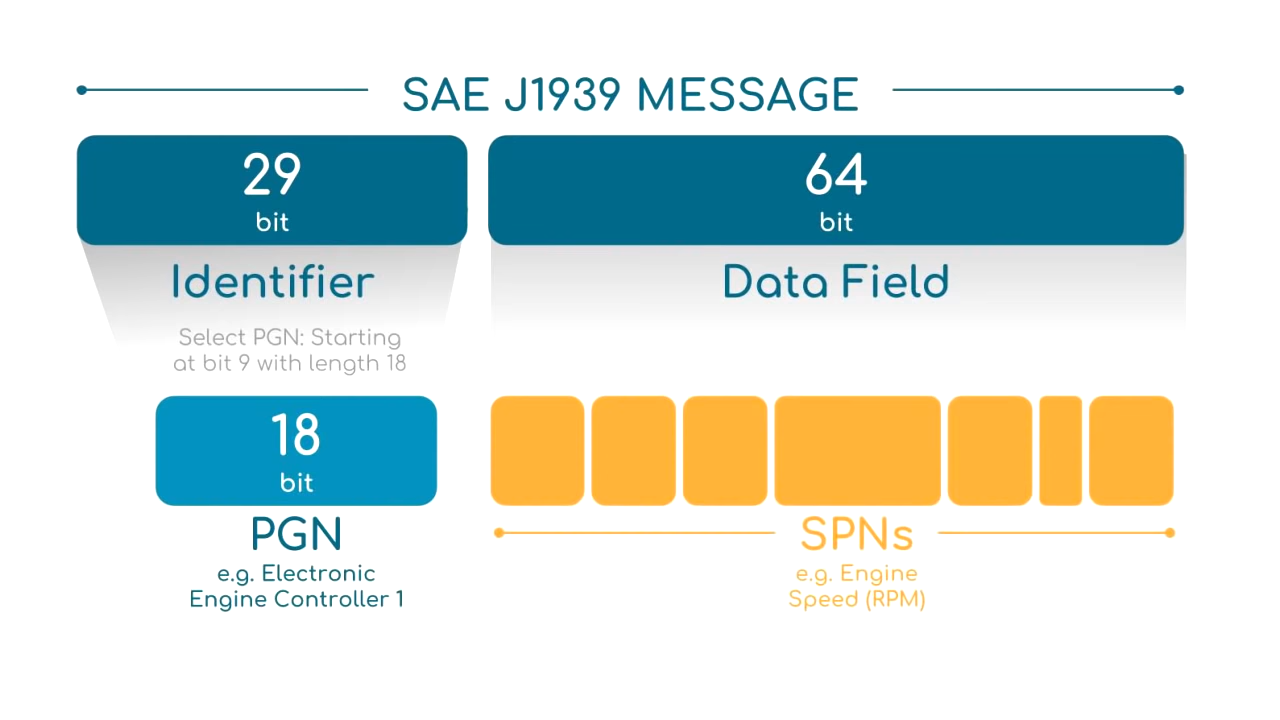 SAE J1939 MESSAGE
29
bit
64
bit
Identifier
Data Field
Select PGN: Starting
at bit 9 with length 18
18
bit
PGN
e.g. Electronic
Engine Controller 1
SPNs
e.g. Engine
Speed (RPM)